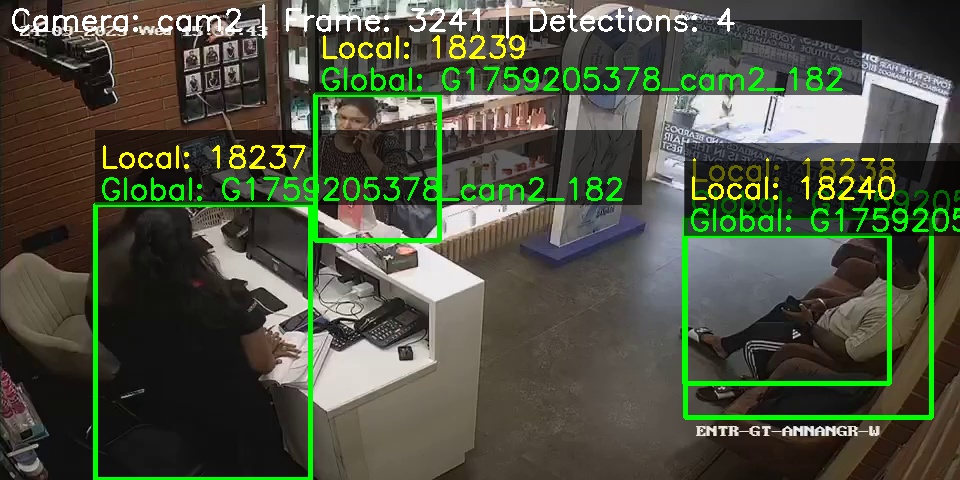 Camera: cam2 | Frame: 3241 | Detections: 4
Local: 18239
Global: G1759205378_cam2_182
Local: 18237
Global: G1759205378_cam2_182
Local: 18238
Local: 18240
Global: G1759205
ENTR-GT-ANNANGR-W